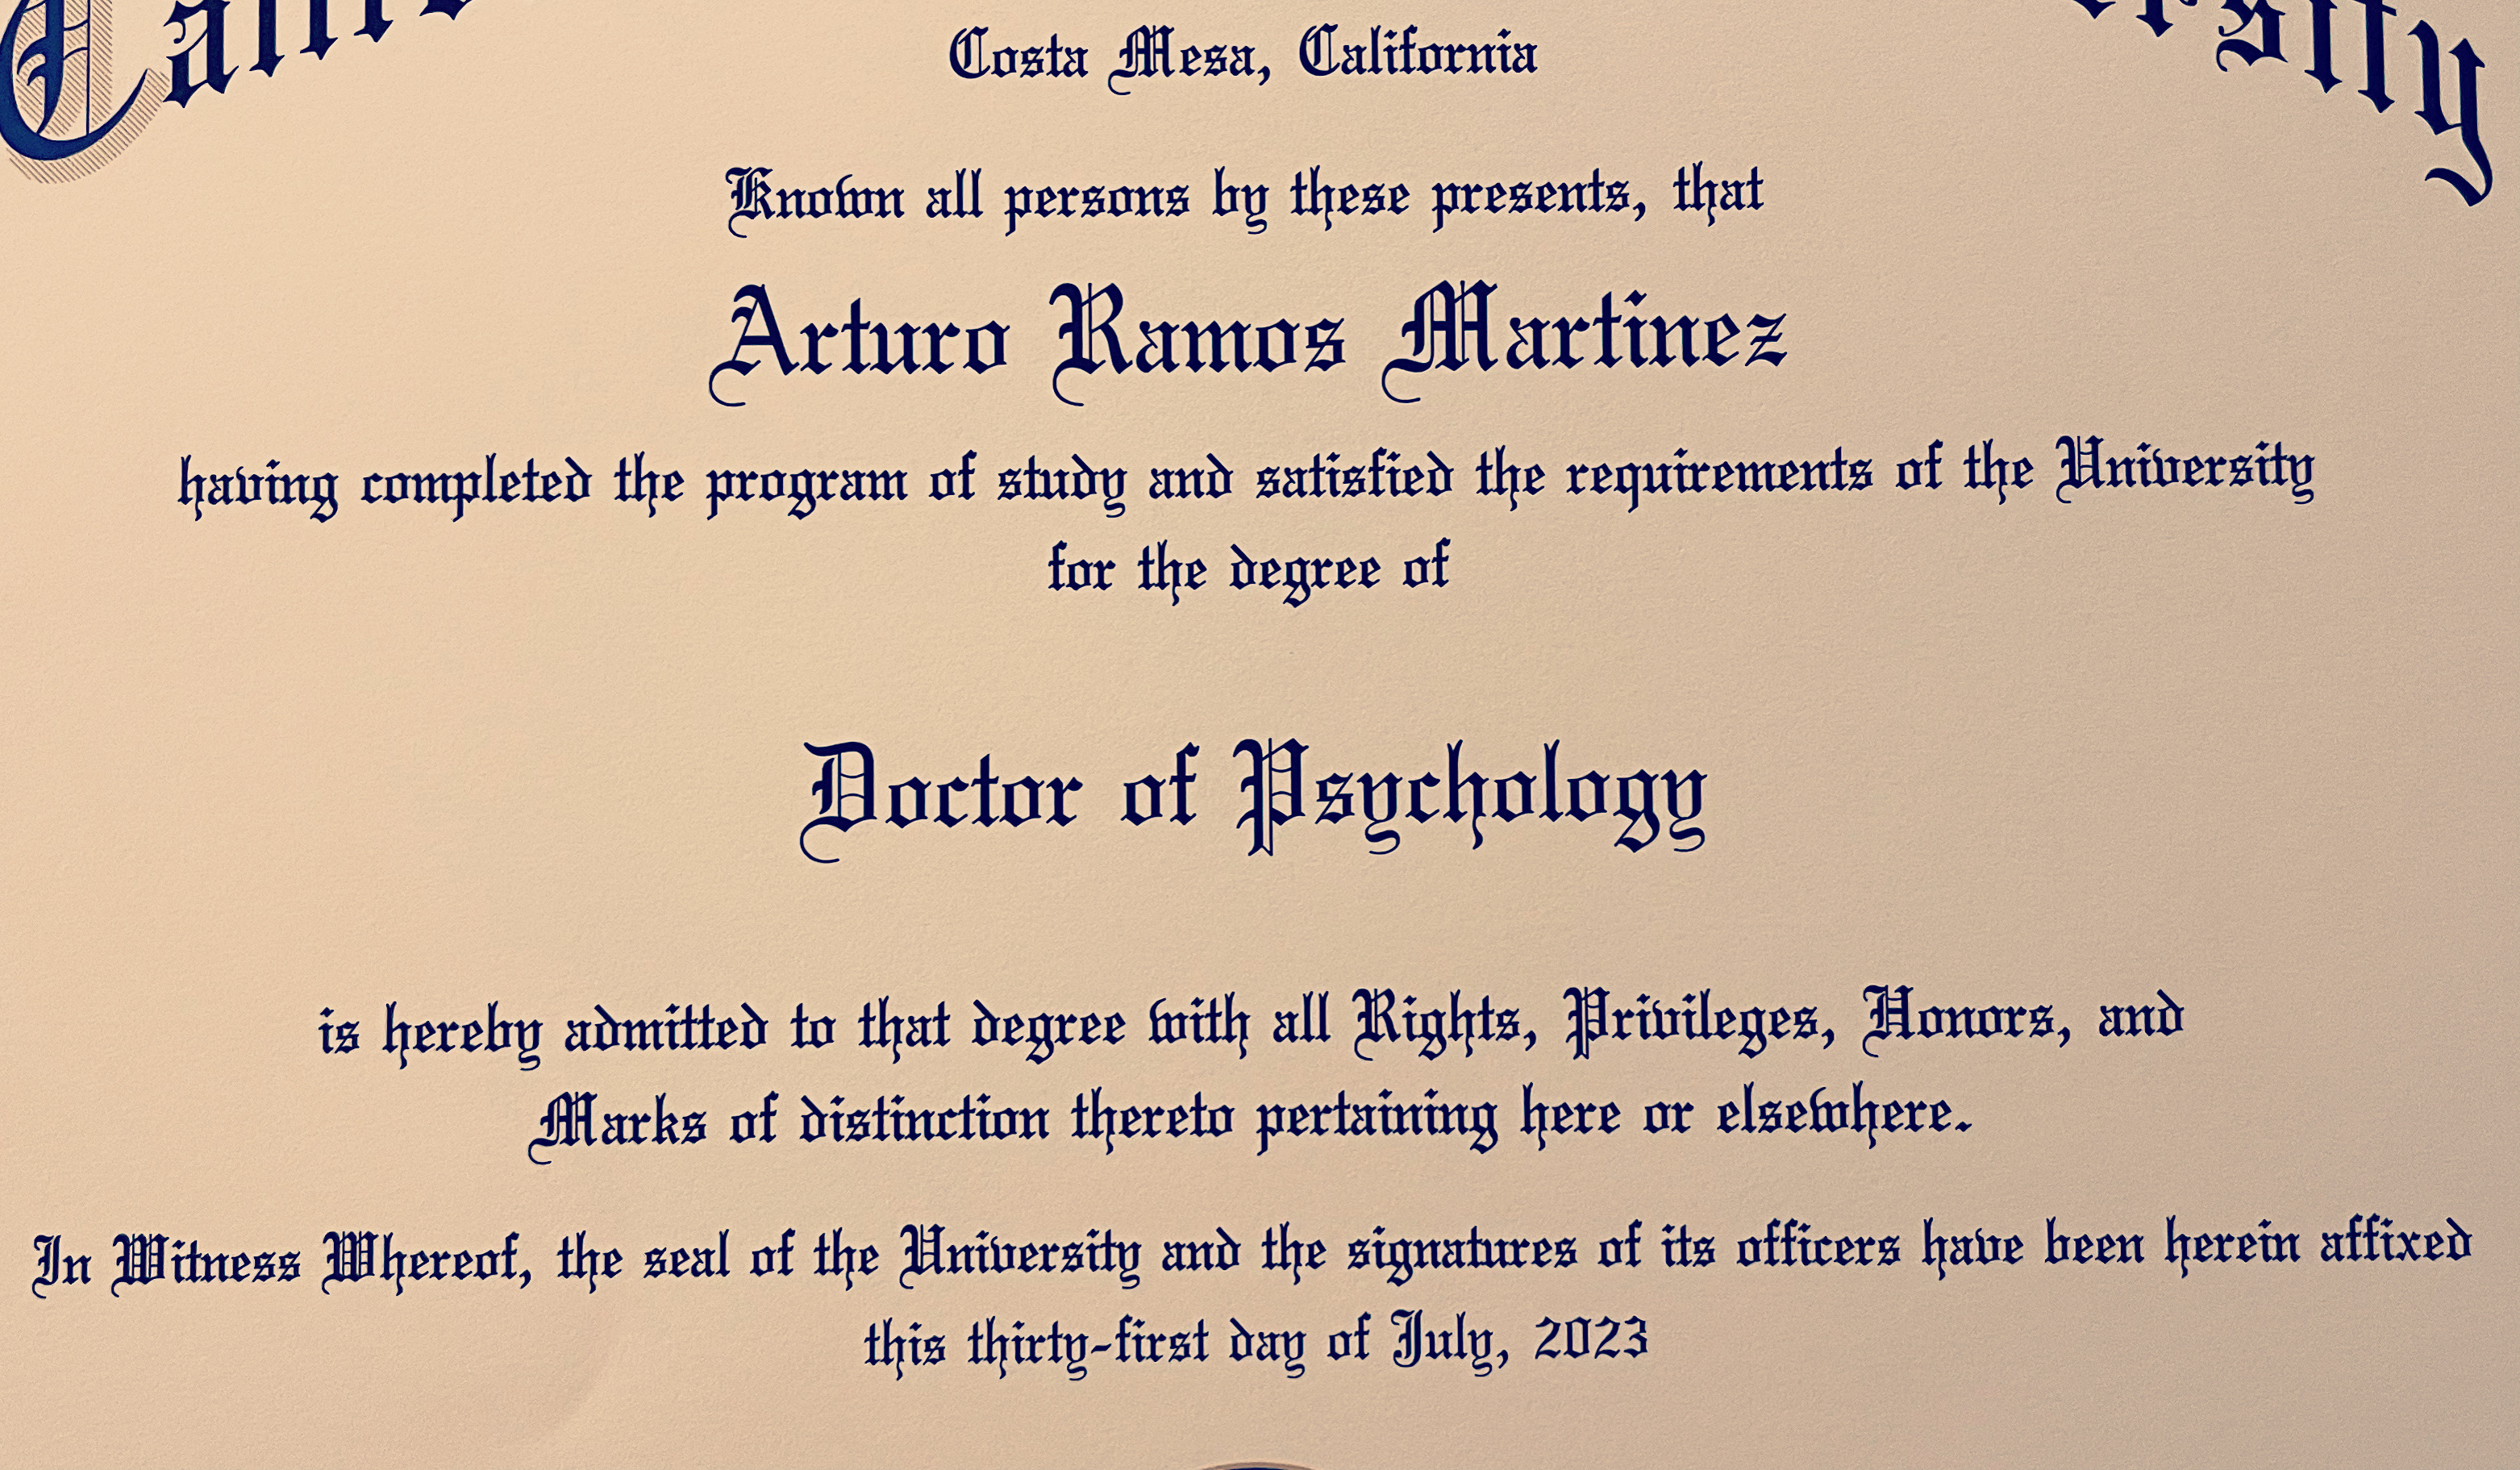 Costa Mesa, California
Known all persons by these presents, that
Arturo Ramos Martinez
having completed the program of study and satisfied the requirements of the University
for the degree of
Doctor of Psychology
is hereby admitted to that degree with all Rights, Privileges, Honors, and
Marks of distinction thereto pertaining here or elsewhere.
In Witness Whereof, the seal of the University and the signatures of its officers have been herein affixed
this thirty-first day of July, 2023